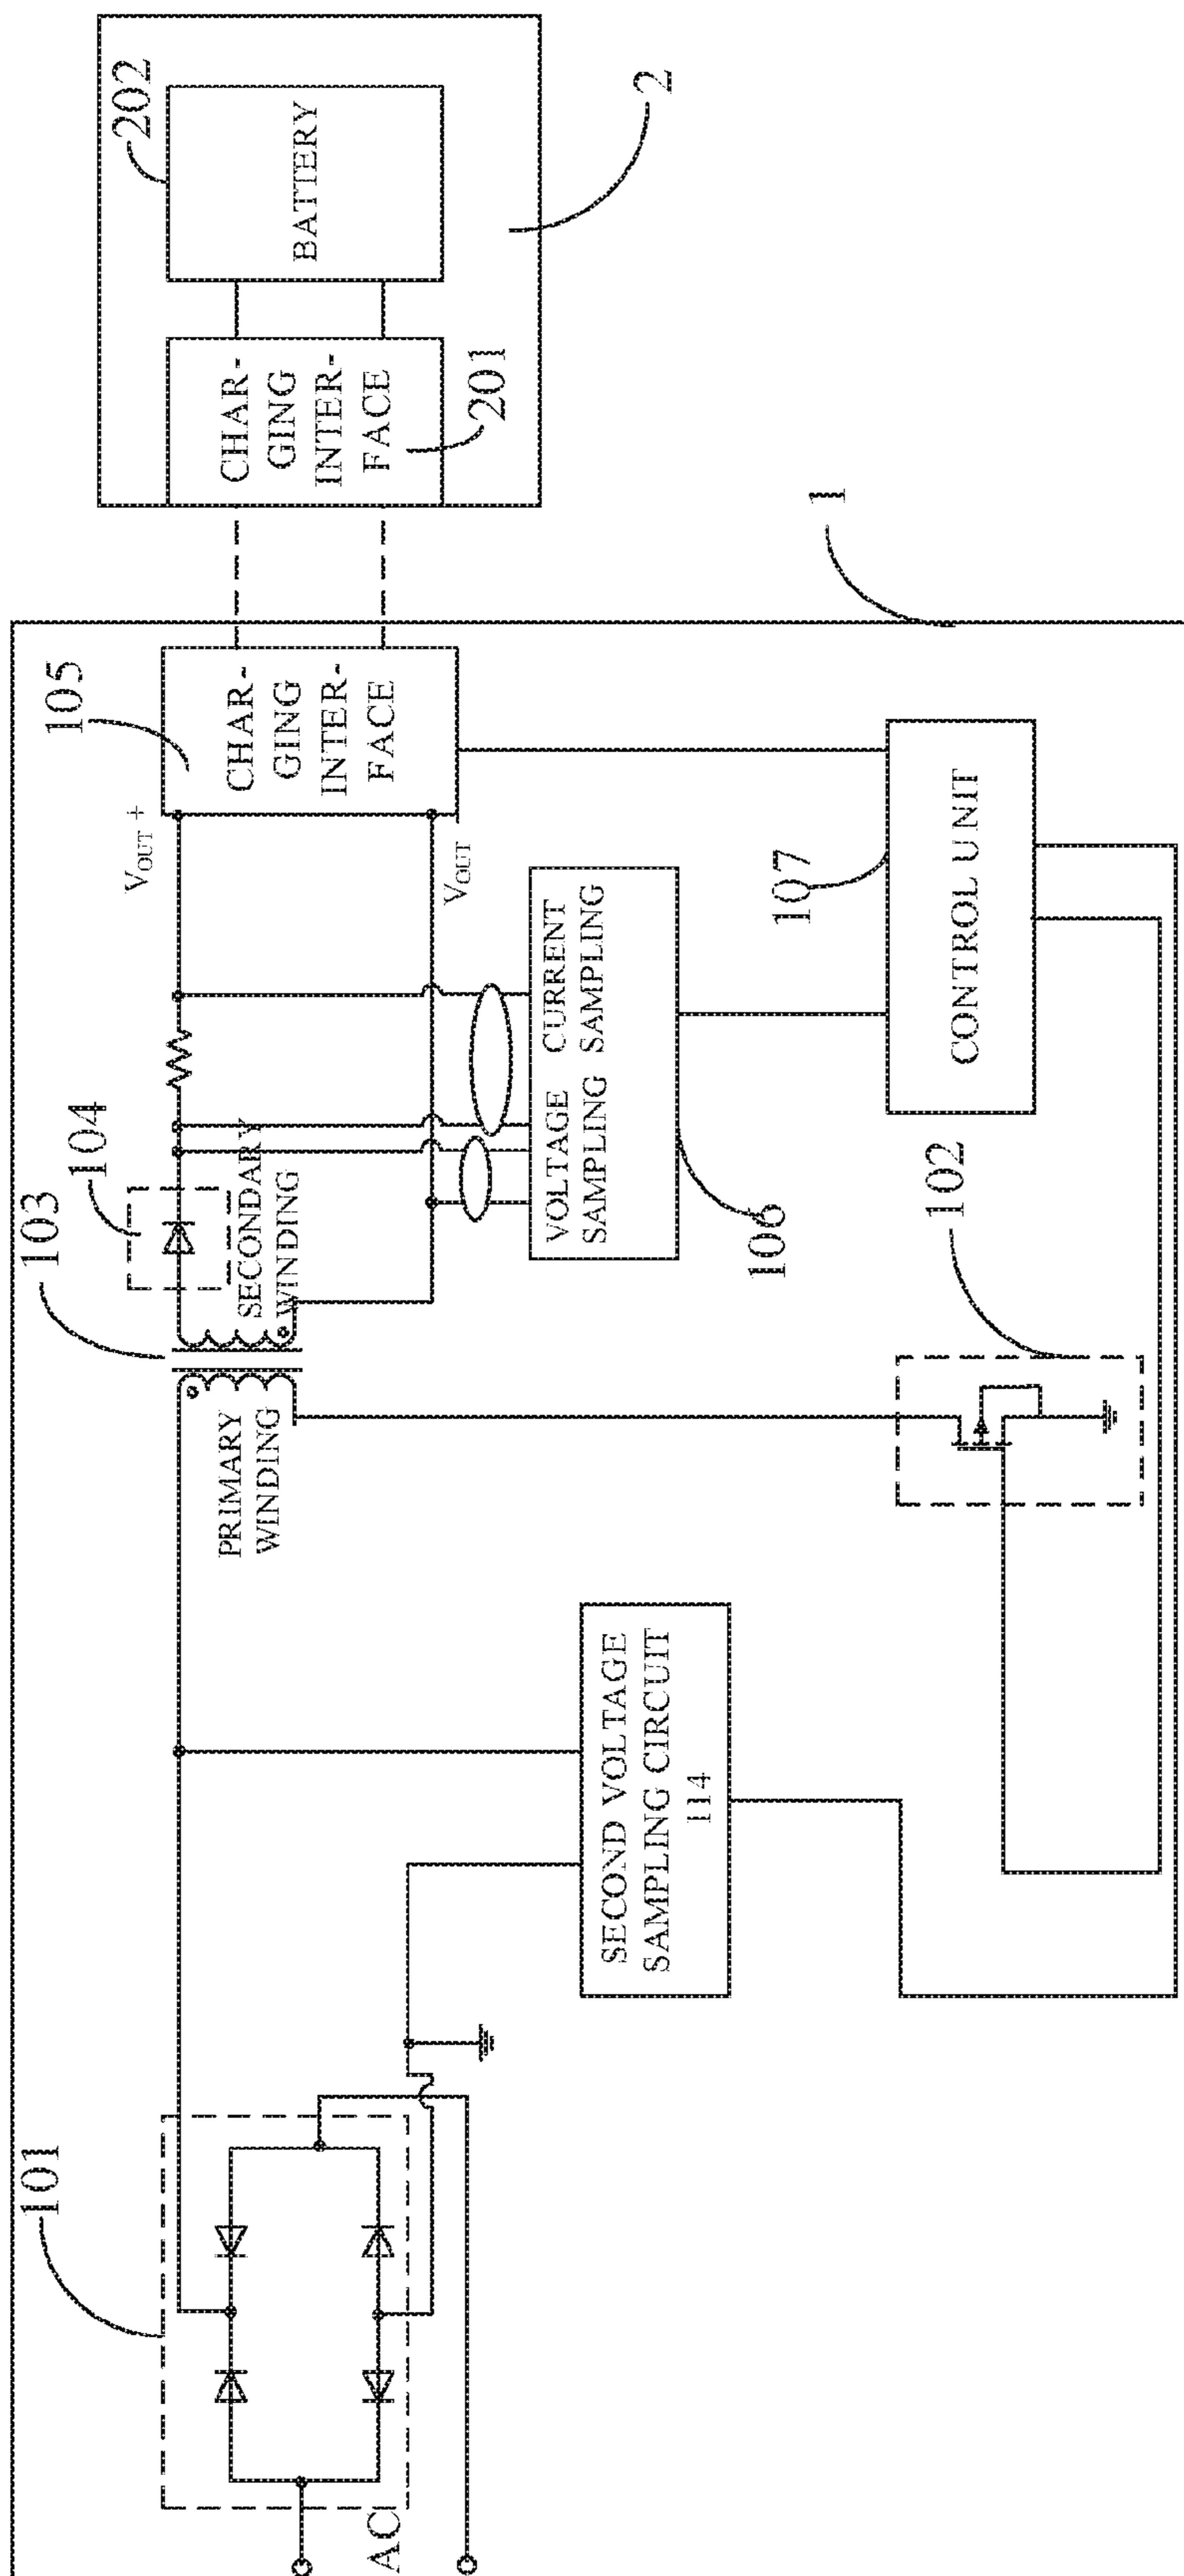 101
AC
SECOND VOLTAGE
SAMPLING CIRCUIT
114
PRIMARY
WINDING
103
SECONDARY
WINDING
104
102
VOLTAGE
SAMPLING
CURRENT
SAMPLING
106
VOUT +
VOUT -
105
CHAR-
GING
INTER-
FACE
107
CONTROL UNIT
1
CHAR-
GING
INTER-
FACE
201
BATTERY
202
2